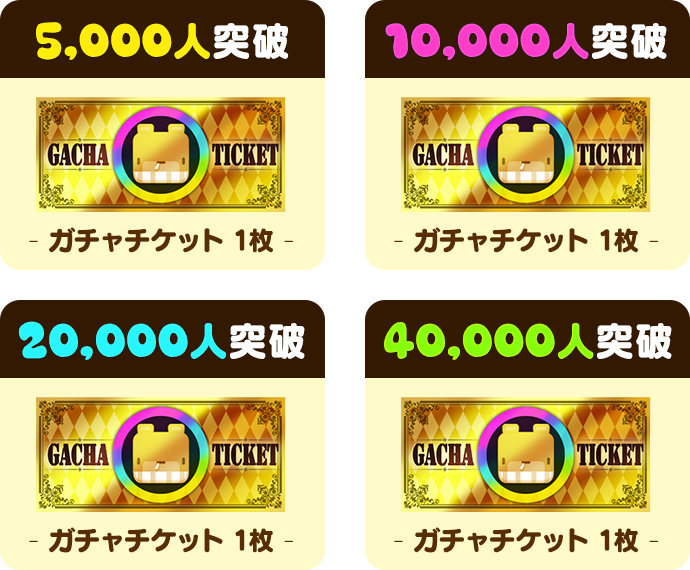 5,000人突破
GACHA TICKET
- ガチャチケット 1枚 -
10,000人突破
GACHA TICKET
- ガチャチケット 1枚 -
20,000人突破
GACHA TICKET
- ガチャチケット 1枚 -
40,000人突破
GACHA TICKET
- ガチャチケット 1枚 -